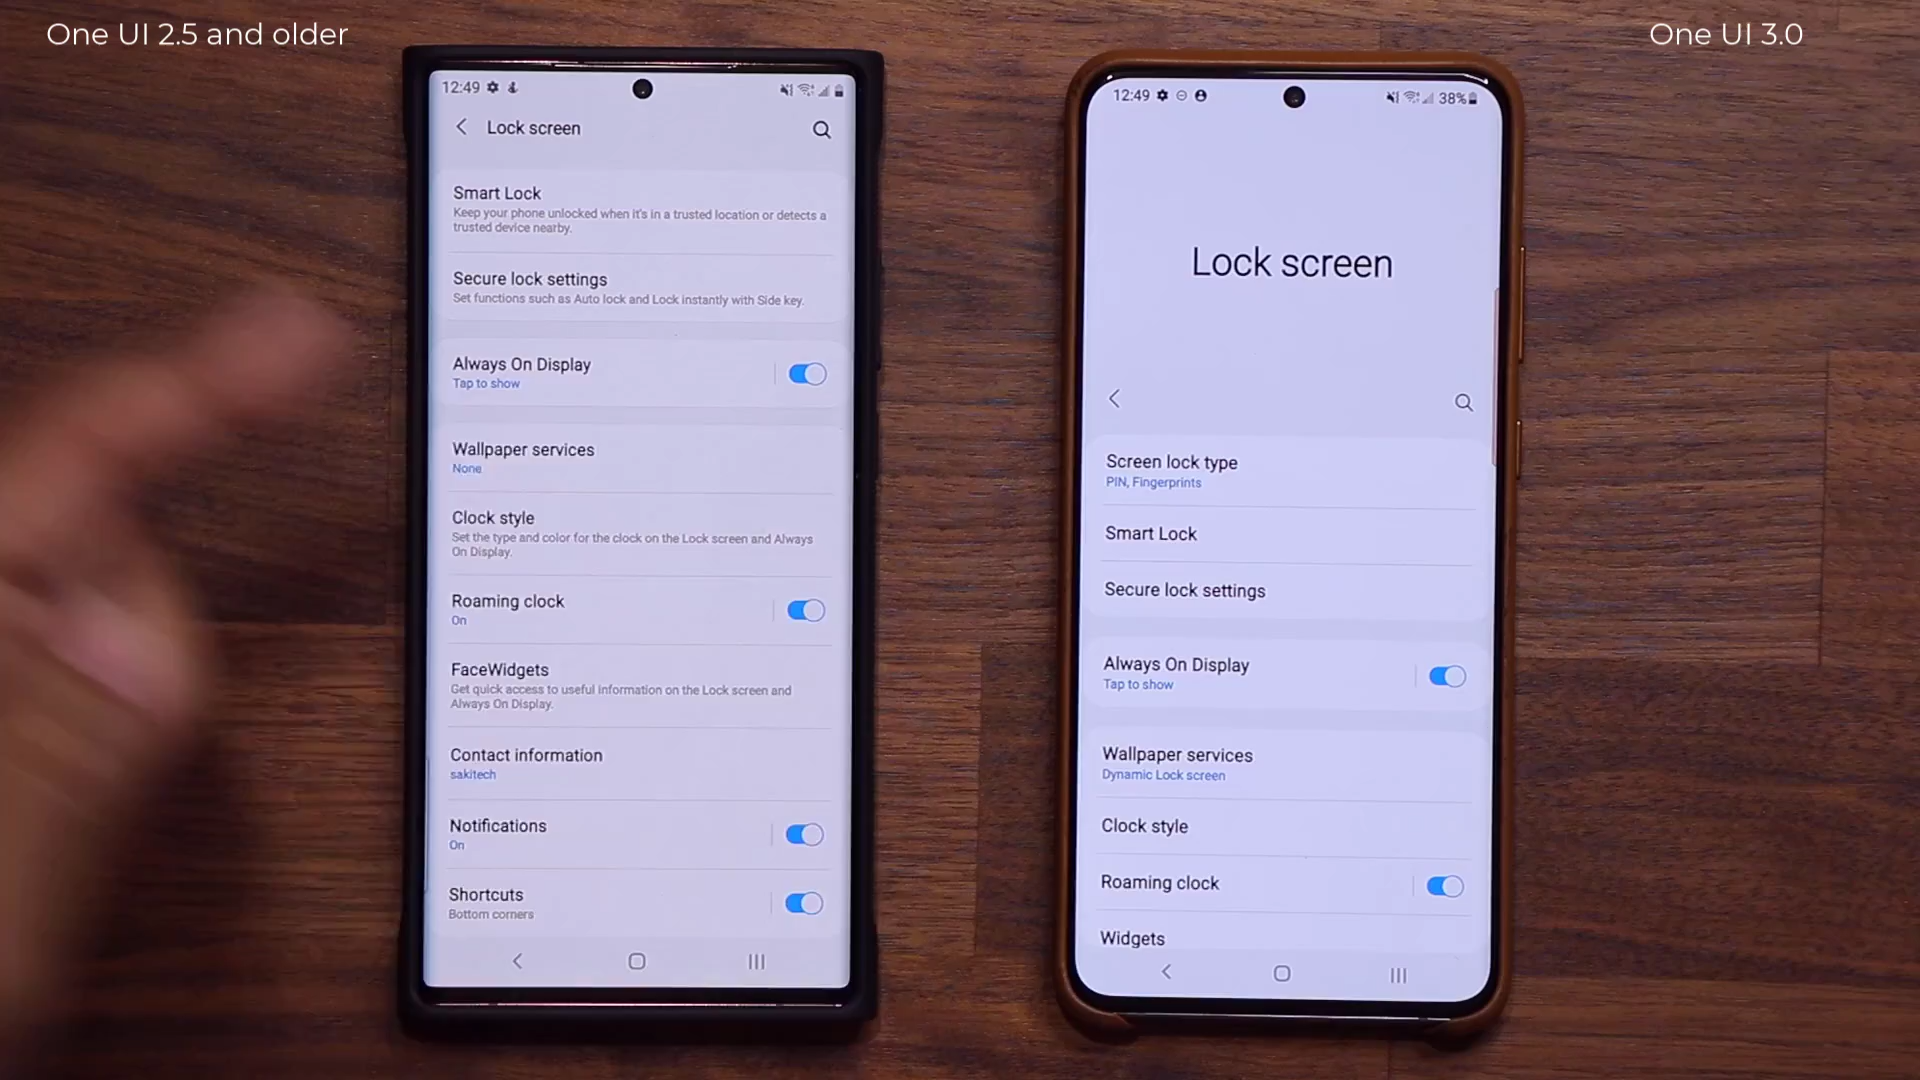 One UI 2.5 and older
One UI 3.0
12:49
Lock screen
Smart Lock
Keep your phone unlocked when it's in a trusted location or detects a
trusted device nearby.
Secure lock settings
Set functions such as Auto lock and Lock instantly with Side key.
Always On Display
Tap to show
Wallpaper services
None
Clock style
Set the type and color for the clock on the Lock screen and Always
On Display.
Roaming clock
On
FaceWidgets
Get quick access to useful information on the Lock screen and
Always On Display.
Contact information
sakitech
Notifications
On
Shortcuts
Bottom corners
12:49
38%
Lock screen
Screen lock type
PIN, Fingerprints
Smart Lock
Secure lock settings
Always On Display
Tap to show
Wallpaper services
Dynamic Lock screen
Clock style
Roaming clock
Widgets